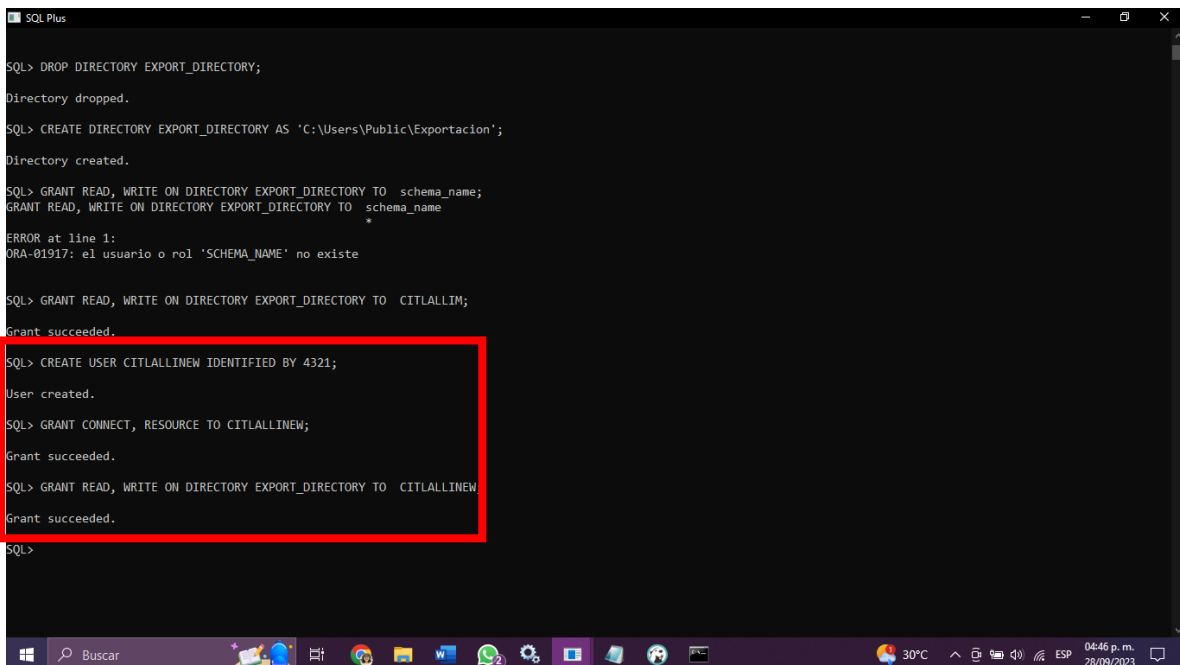 SQL Plus
SQL> DROP DIRECTORY EXPORT_DIRECTORY;
Directory dropped.
SQL> CREATE DIRECTORY EXPORT_DIRECTORY AS 'C:\Users\Public\Exportacion';
Directory created.
SQL> GRANT READ, WRITE ON DIRECTORY EXPORT_DIRECTORY TO  schema_name;
GRANT READ, WRITE ON DIRECTORY EXPORT_DIRECTORY TO  schema_name
*
ERROR at line 1:
ORA-01917: el usuario o rol 'SCHEMA_NAME' no existe
SQL> GRANT READ, WRITE ON DIRECTORY EXPORT_DIRECTORY TO  CITLALLIM;
Grant succeeded.
SQL> CREATE USER CITLALLINEW IDENTIFIED BY 4321;
User created.
SQL> GRANT CONNECT, RESOURCE TO CITLALLINEW;
Grant succeeded.
SQL> GRANT READ, WRITE ON DIRECTORY EXPORT_DIRECTORY TO  CITLALLINEW;
Grant succeeded.
SQL>
Buscar
2
30°C
ESP
04:46 p. m.
28/09/2023